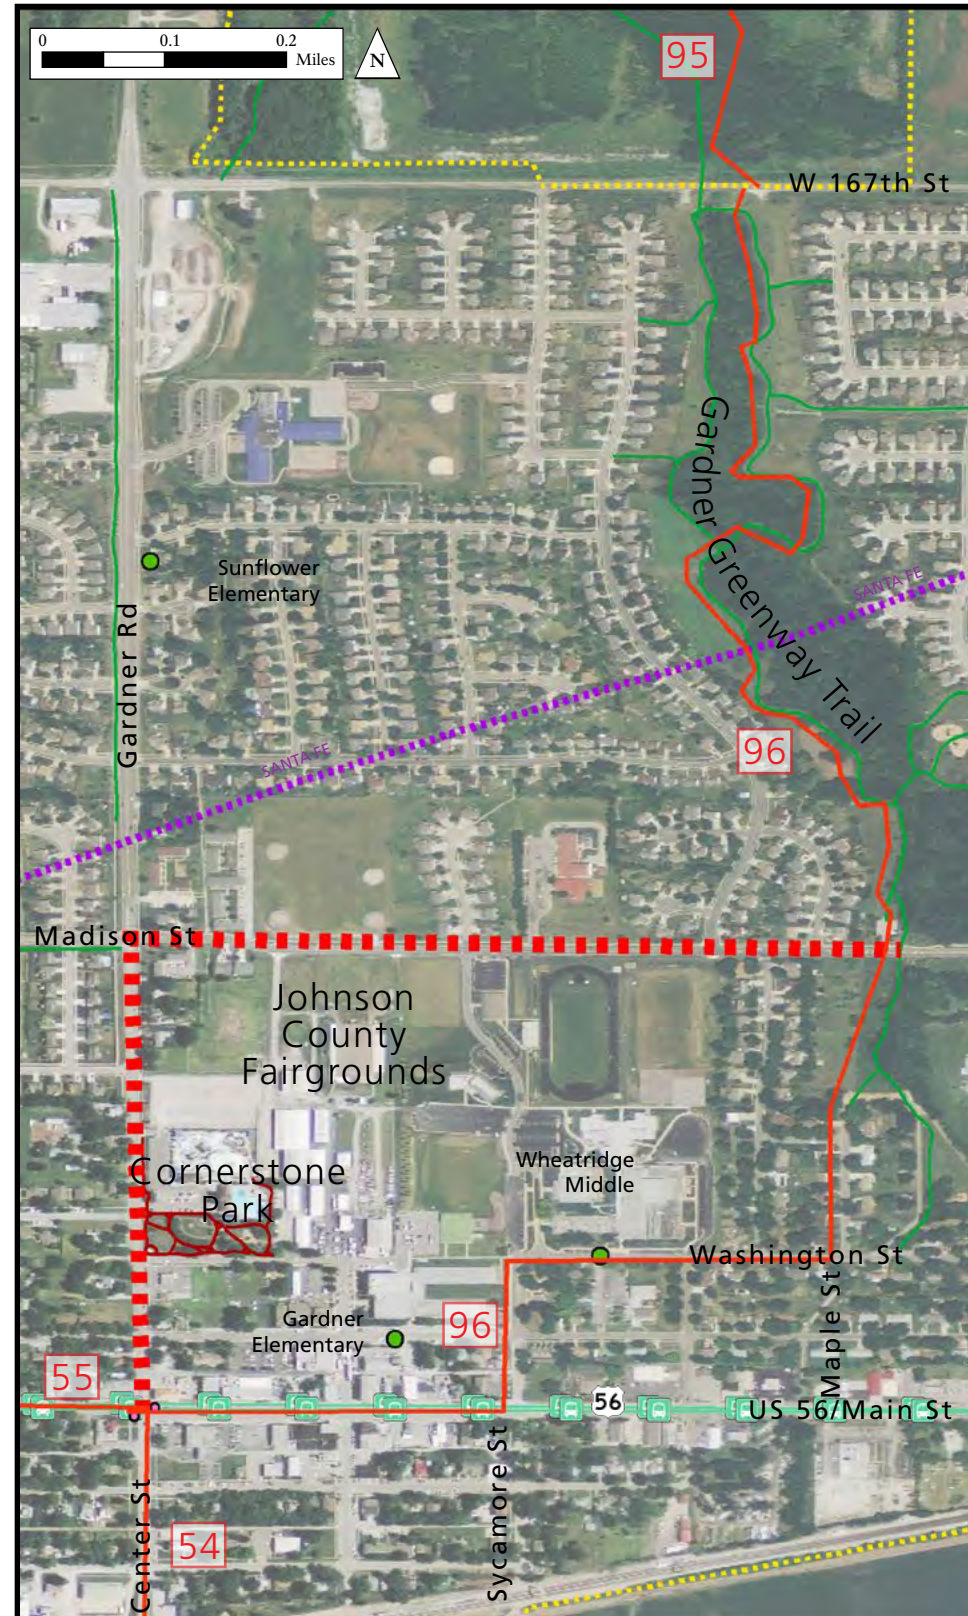 0 0.1 0.2
Miles
N
95
W 167th St
Gardner Greenway Trail
Sunflower
Elementary
SANTA FE
Gardner Rd
SANTA FE
96
Madison St
Johnson
County
Fairgrounds
Cornerstone
Park
Wheatridge
Middle
Washington St
Maple St
Gardner
Elementary
96
55
56
US 56/Main St
Sycamore St
Center St
54